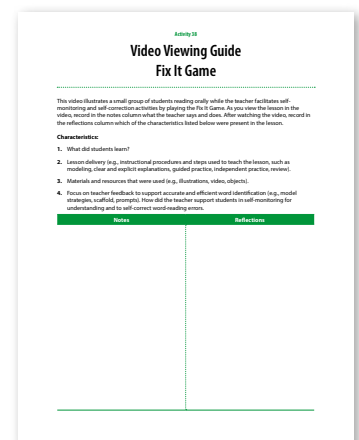 Activity 38
Video Viewing Guide
Fix It Game
This video illustrates a small group of students reading orally while the teacher facilitates self-
monitoring and self-correction activities by playing the Fix It Game. As you view the lesson in the
video, record in the notes column what the teacher says and does. After watching the video, record in
the reflections column which of the characteristics listed below were present in the lesson.
Characteristics:
1. What did students learn?
2. Lesson delivery (e.g., instructional procedures and steps used to teach the lesson, such as
modeling, clear and explicit explanations, guided practice, independent practice, review).
3. Materials and resources that were used (e.g., illustrations, video, objects).
4. Focus on teacher feedback to support accurate and efficient word identification (e.g., model
strategies, scaffold, prompts). How did the teacher support students in self-monitoring for
understanding and to self-correct word-reading errors.
Notes Reflections